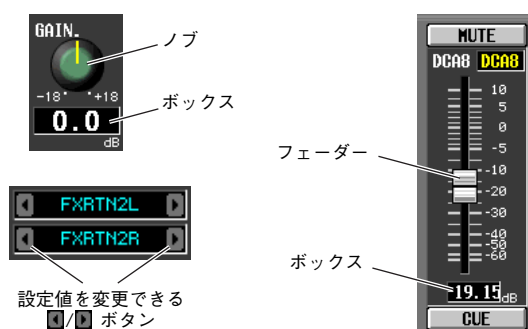 GAIN.
ノブ
-18 +18
ボックス
0.0
dB
FXRTN2L
FXRTN2R
設定値を変更できる
/ ボタン
MUTE
DCA8 DCA8
10
5
0
-5
-10
-20
-30
-40
-50
-60
フェーダー
ボックス
-19.15 dB
CUE